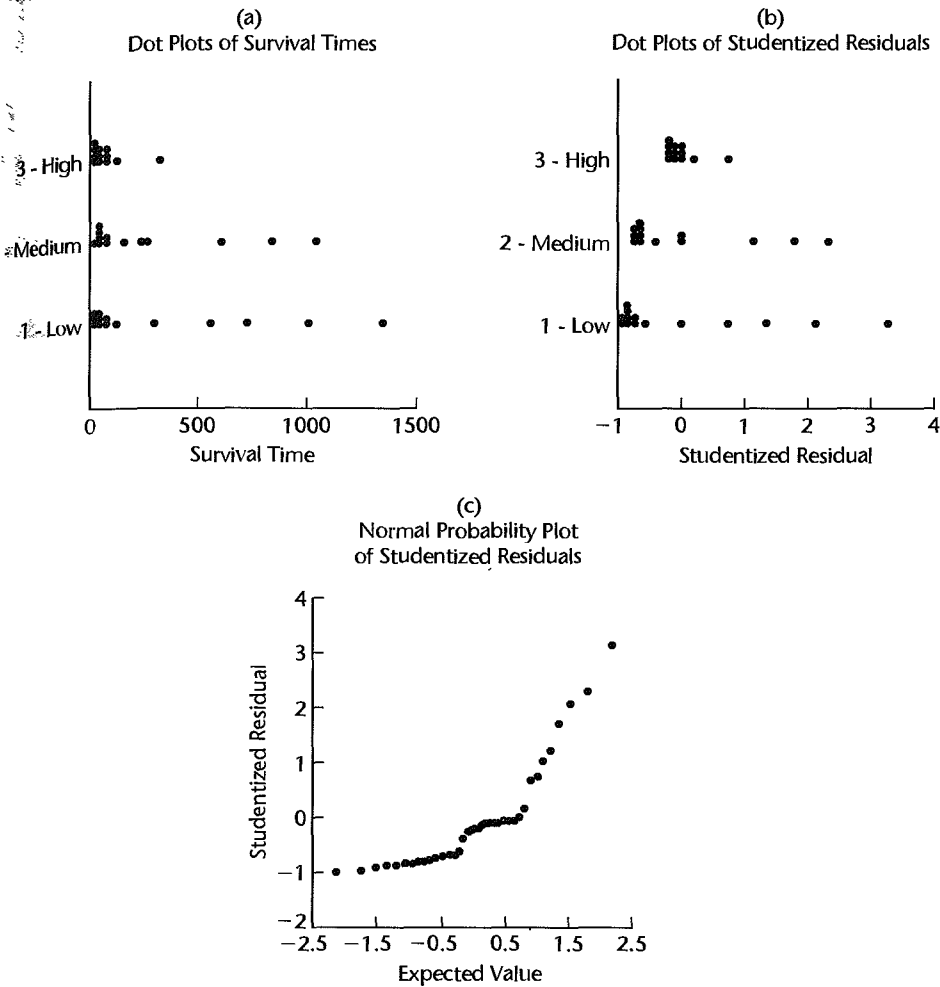 (a)
Dot Plots of Survival Times
3 - High
Medium
1 - Low
0 500 1000 1500
Survival Time
(b)
Dot Plots of Studentized Residuals
3 - High
2 - Medium
1 - Low
−1 0 1 2 3 4
Studentized Residual
(c)
Normal Probability Plot
of Studentized Residuals
4
3
2
1
0
−1
−2
Studentized Residual
−2.5 −1.5 −0.5 0.5 1.5 2.5
Expected Value